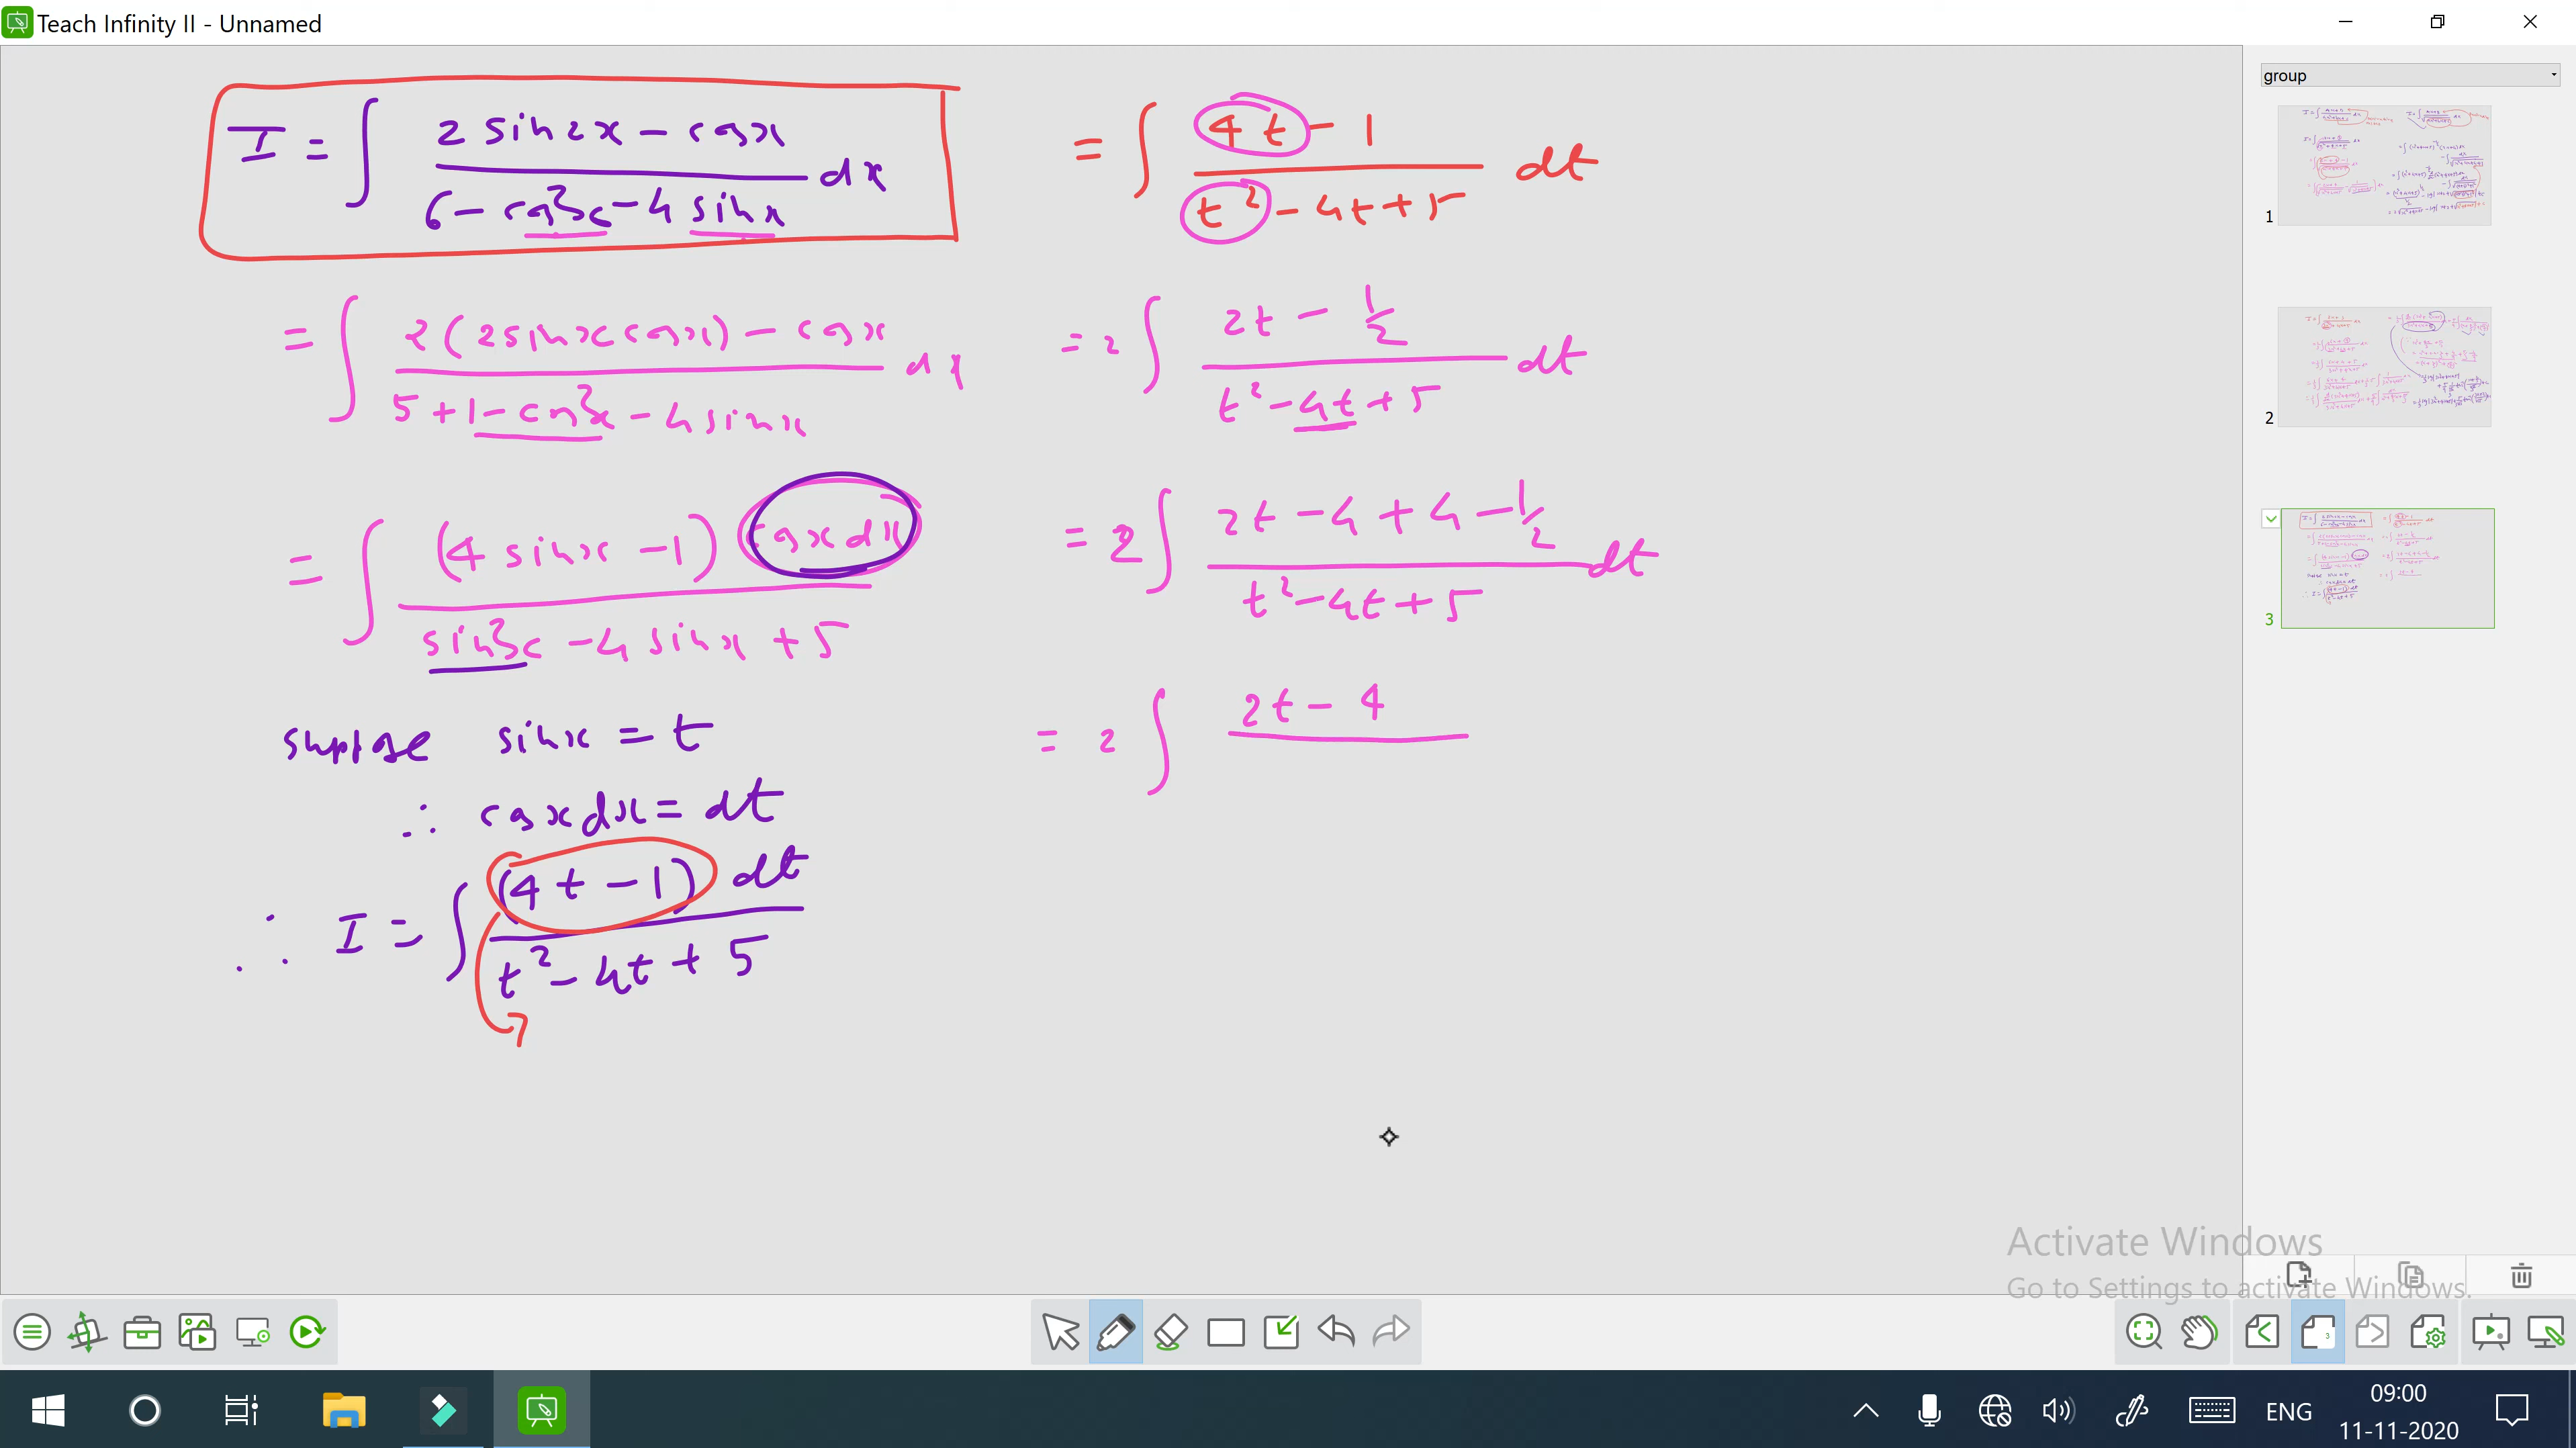 Teach Infinity II - Unnamed
I = ∫ (2 sin2x - cosx)/(6 - cos²x - 4 sinx) dx
= ∫ (2(2sinx cosx) - cosx)/(5 + 1 - cos²x - 4 sinx) dx
= ∫ (4 sinx - 1) cosx dx/(sin²x - 4 sinx + 5)
suppose sinx = t
∴ cosx dx = dt
∴ I = ∫ (4t - 1) dt/(t² - 4t + 5)
= ∫ (4t - 1)/(t² - 4t + 5) dt
= 2 ∫ (2t - 1/2)/(t² - 4t + 5) dt
= 2 ∫ (2t - 4 + 4 - 1/2)/(t² - 4t + 5) dt
= 2 ∫ 2t - 4
group
1
2
3
Activate Windows
Go to Settings to activate Windows.
3
ENG
09:00
11-11-2020